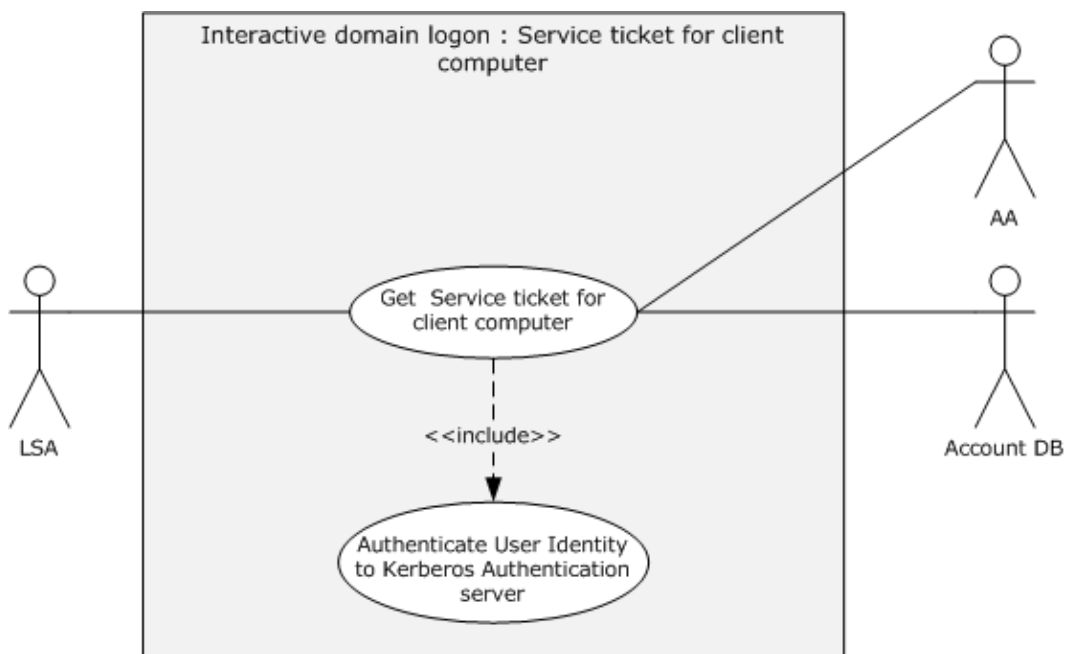 Interactive domain logon : Service ticket for client
computer
AA
Get  Service ticket for
client computer
LSA
Account DB
<<include>>
Authenticate User Identity
to Kerberos Authentication
server